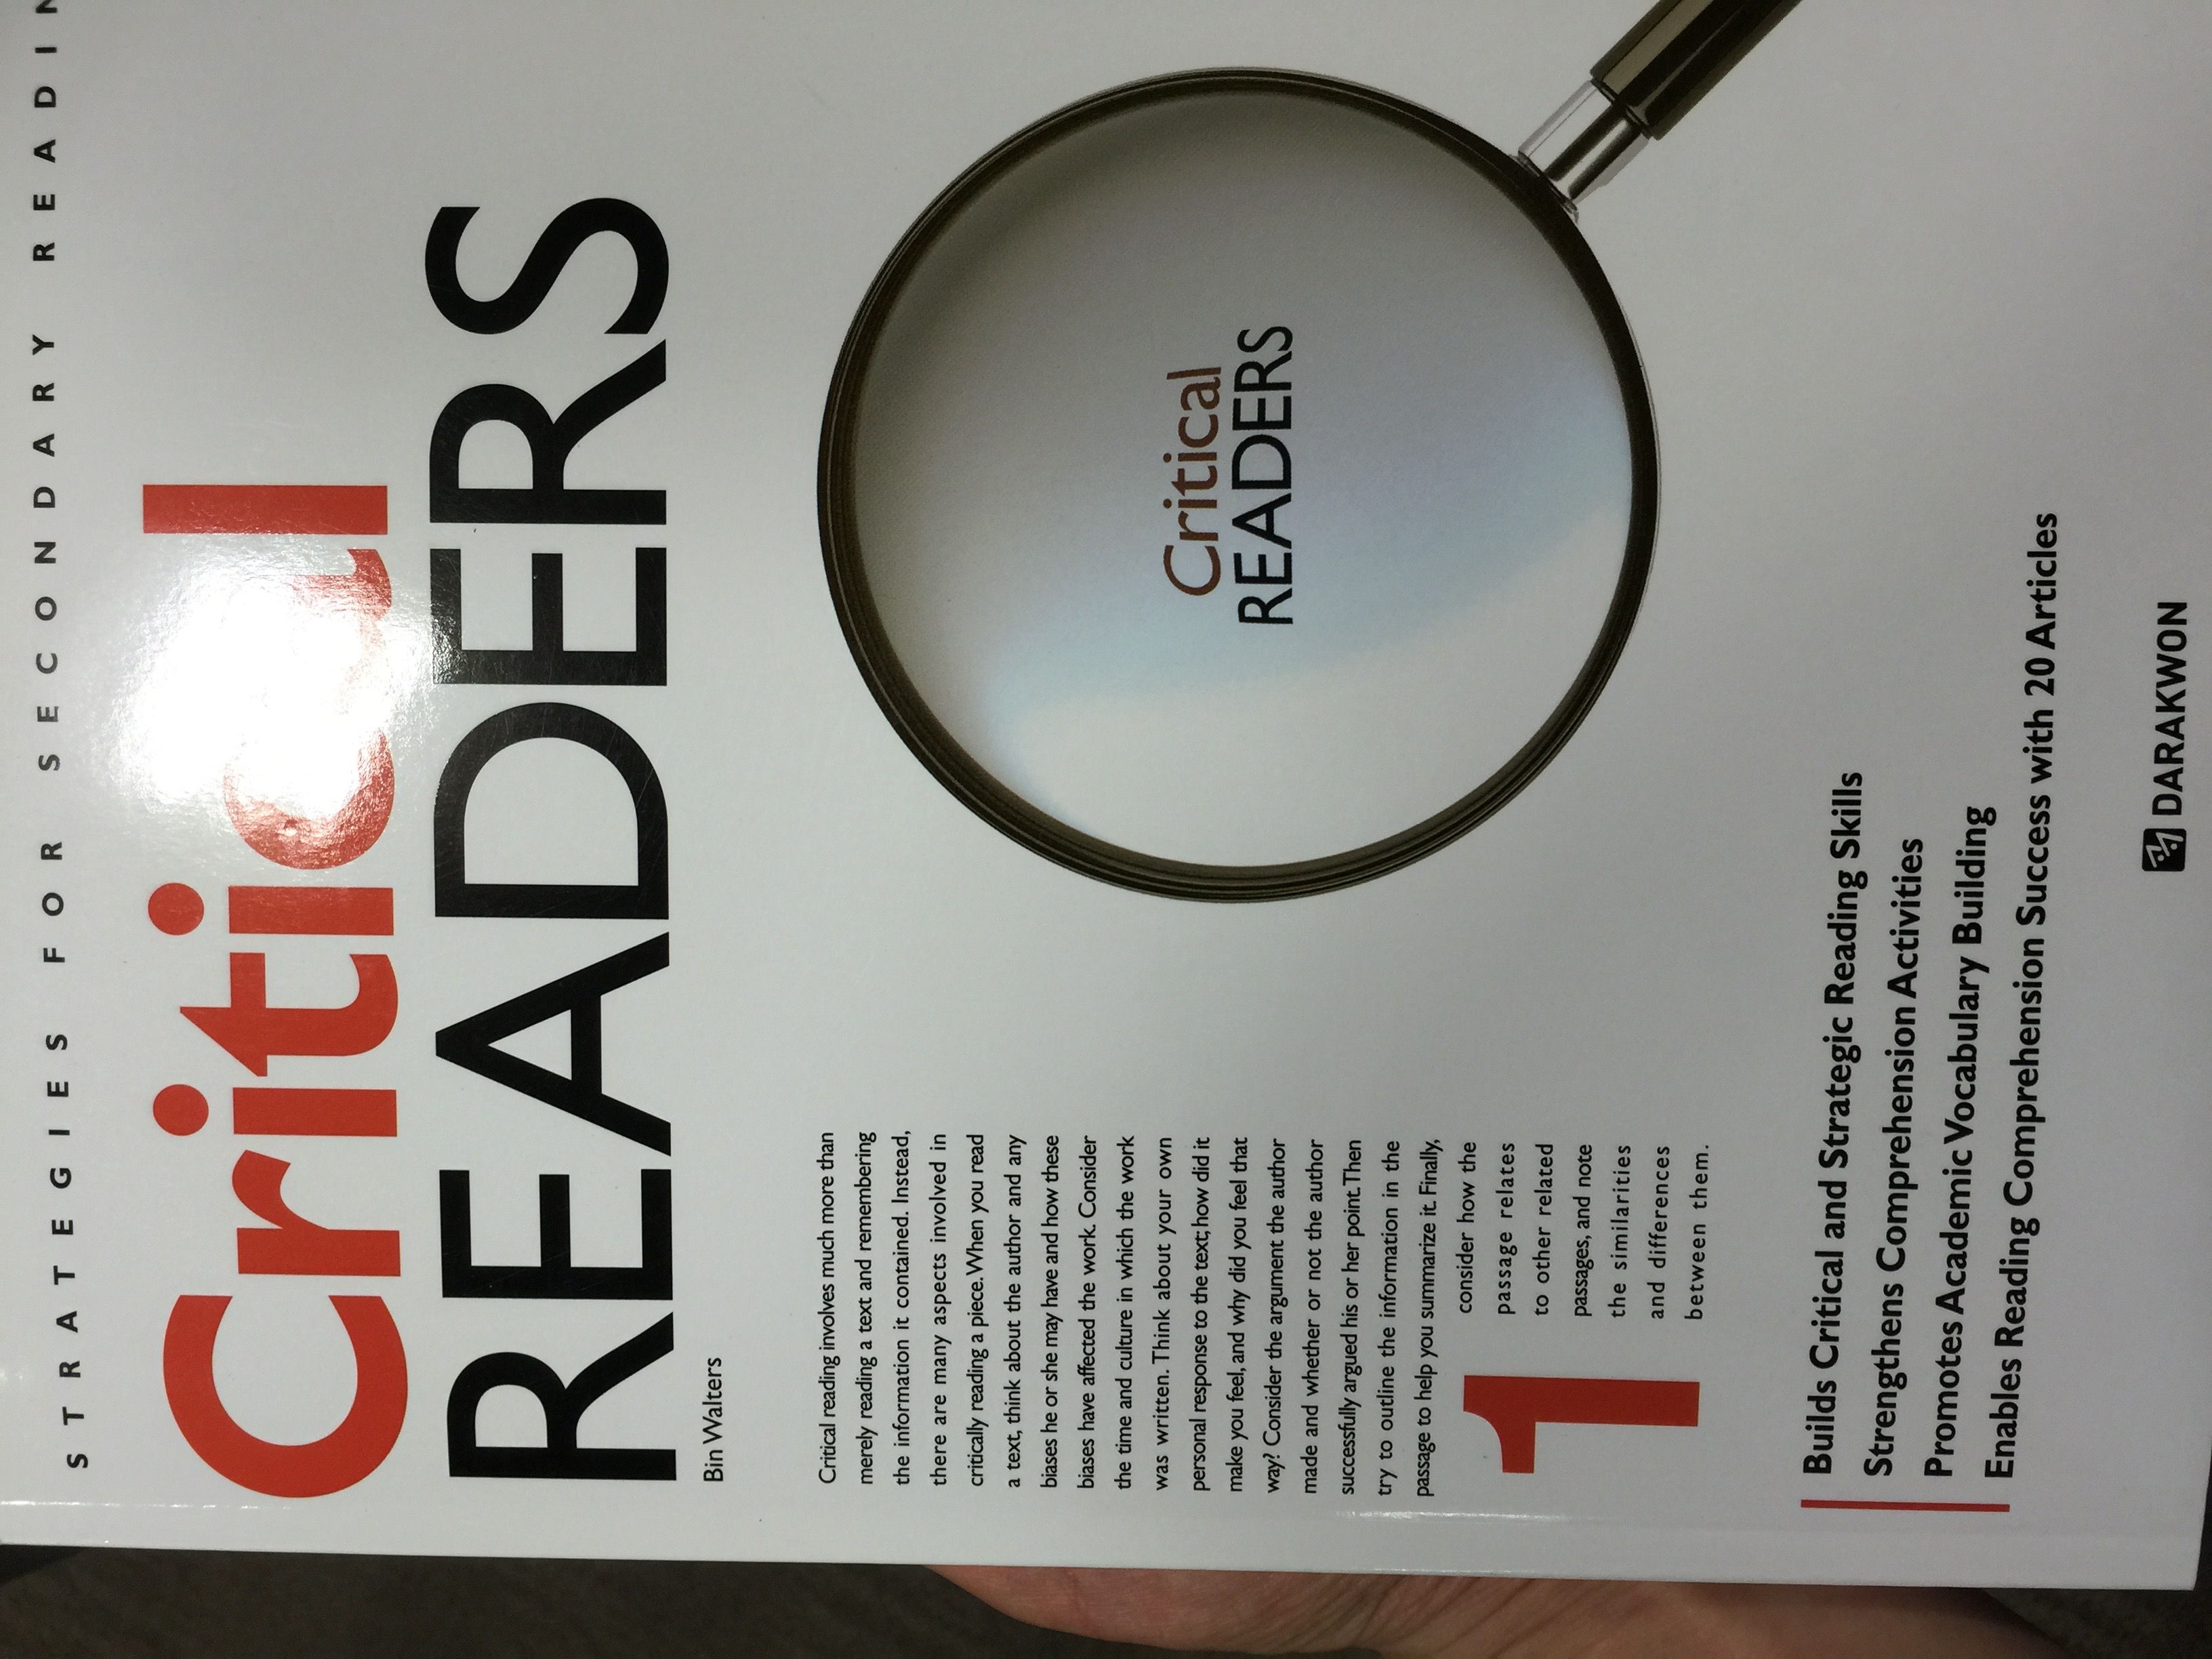 STRATEGIES FOR SECONDARY READIN
Critical
READERS
Bin Walters
Critical reading involves much more than
merely reading a text and remembering
the information it contained. Instead,
there are many aspects involved in
critically reading a piece. When you read
a text, think about the author and any
biases he or she may have and how these
biases have affected the work. Consider
the time and culture in which the work
was written. Think about your own
personal response to the text; how did it
make you feel, and why did you feel that
way? Consider the argument the author
made and whether or not the author
successfully argued his or her point. Then
try to outline the information in the
passage to help you summarize it. Finally,
consider how the
passage relates
to other related
passages, and note
the similarities
and differences
between them.
1
Critical
READERS
Builds Critical and Strategic Reading Skills
Strengthens Comprehension Activities
Promotes Academic Vocabulary Building
Enables Reading Comprehension Success with 20 Articles
DARAKWON